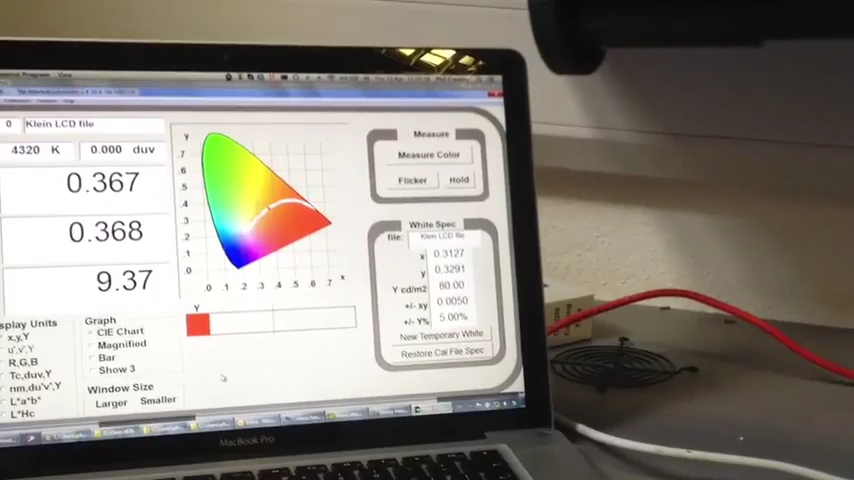 0 Klein LCD file
4320 K 0.000 duv
0.367
0.368
9.37
x,y,Y
u',v',Y
R,G,B
Tc,duv,Y
nm,du'v',Y
L*a*b*
L*Hc
Graph
CIE Chart
Magnified
Bar
Show 3
Window Size
Larger Smaller
y
.7
.6
.5
.4
.3
.2
.1
.0
.0 .1 .2 .3 .4 .5 .6 .7 x
Y
Measure
Measure Color
Flicker Hold
White Spec
file: Klein LCD file
x 0.3127
y 0.3291
Y cd/m2 80.00
+/- xy 0.0050
+/- Y% 5.00%
New Temporary White
Restore Cal File Spec
MacBook Pro